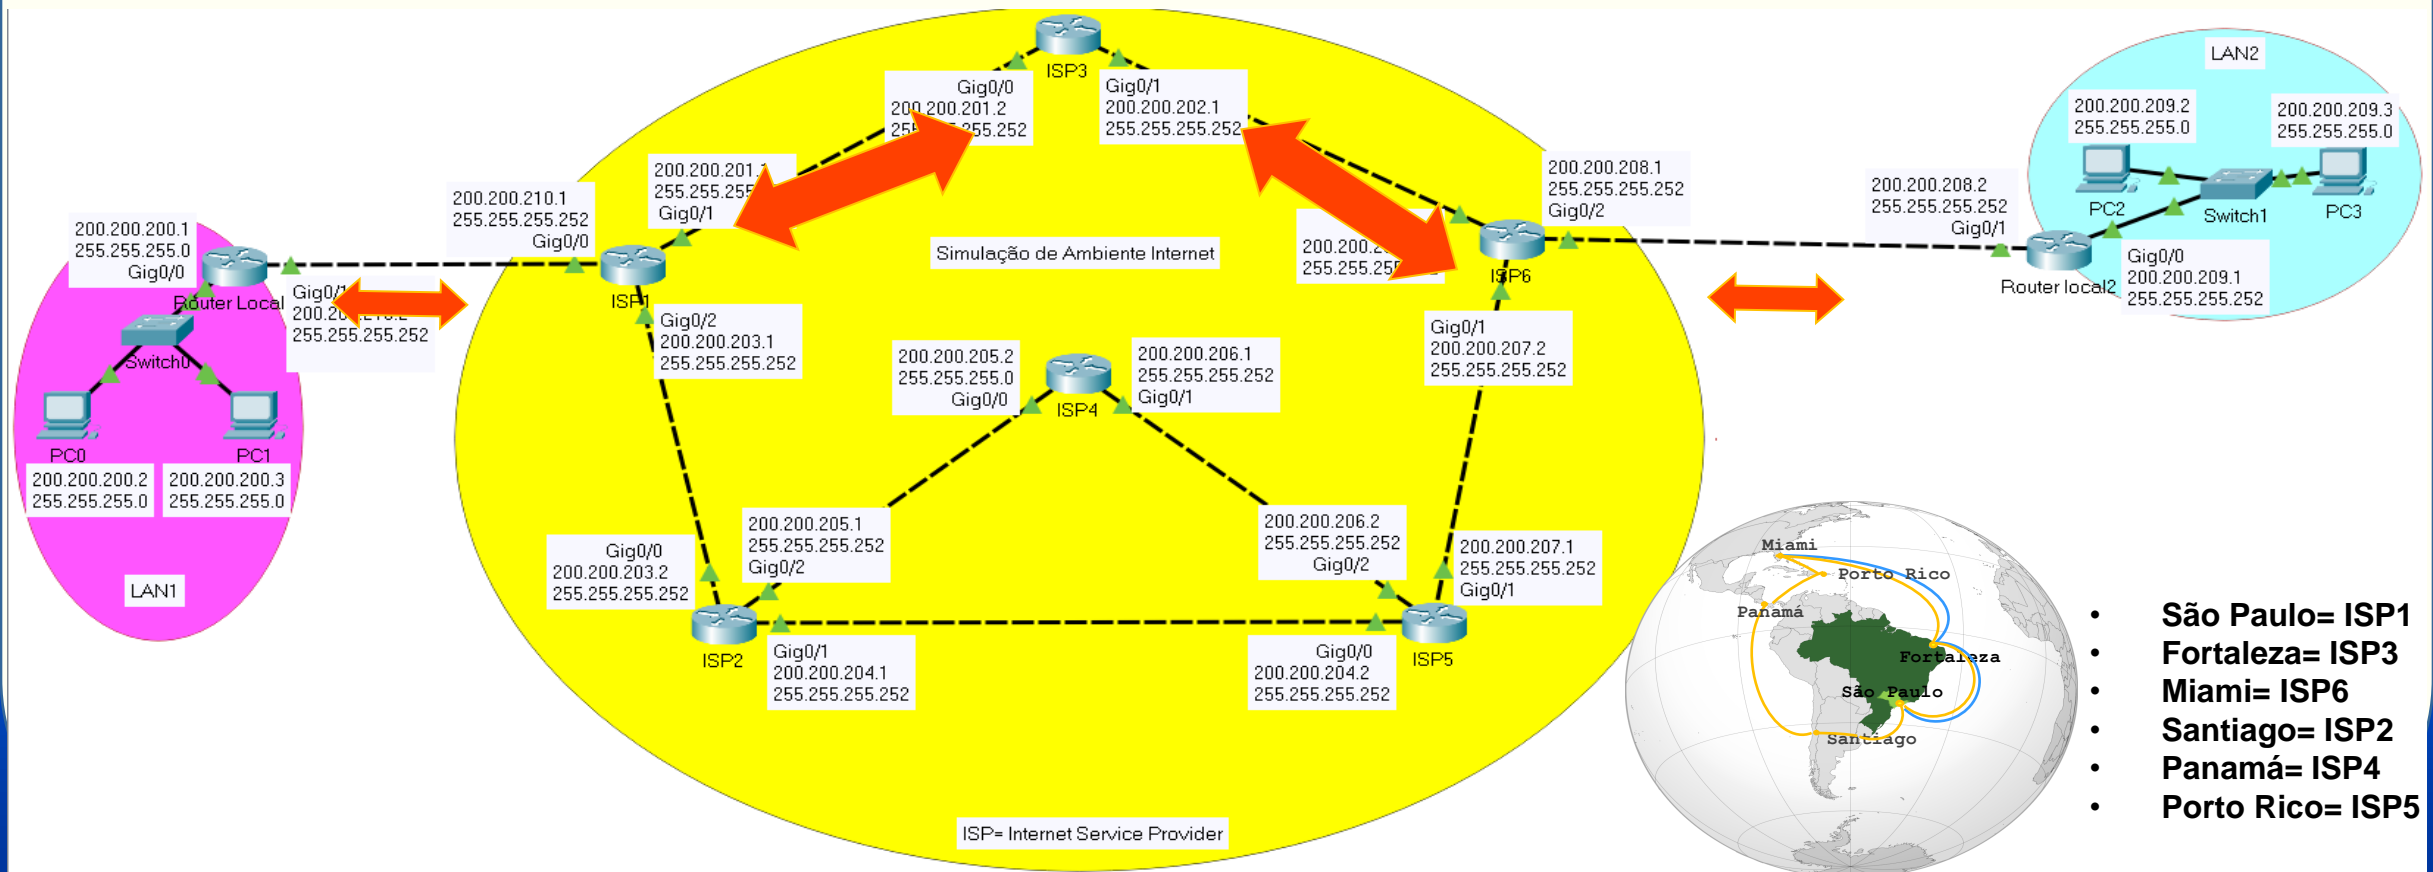 ISP3
Gig0/0
200.200.201.2
255.255.252
Gig0/1
200.200.202.1
255.255.255.252
LAN2
200.200.209.2
255.255.255.0
200.200.209.3
255.255.255.0
PC2
Switch1
PC3
200.200.201.
255.255.255
Gig0/1
200.200.210.1
255.255.255.252
Gig0/0
200.200.208.1
255.255.255.252
Gig0/2
200.200.208.2
255.255.255.252
Gig0/1
200.200.200.1
255.255.255.0
Gig0/0
Simulação de Ambiente Internet
200.200.2
255.255.25
ISP6
Gig0/0
200.200.209.1
255.255.255.252
Router local2
Router Local
Gig0/1
255.255.255.252
ISP1
Gig0/2
200.200.203.1
255.255.255.252
Gig0/1
200.200.207.2
255.255.255.252
200.200.205.2
255.255.255.0
Gig0/0
200.200.206.1
255.255.255.252
Gig0/1
ISP4
Switch0
PC0
PC1
200.200.200.2
255.255.255.0
200.200.200.3
255.255.255.0
LAN1
Gig0/0
200.200.203.2
255.255.255.252
200.200.205.1
255.255.255.252
Gig0/2
200.200.206.2
255.255.255.252
Gig0/2
200.200.207.1
255.255.255.252
Gig0/1
ISP2
Gig0/1
200.200.204.1
255.255.255.252
Gig0/0
200.200.204.2
255.255.255.252
ISP5
ISP= Internet Service Provider
Miami
Porto Rico
Panamá
Fortaleza
São Paulo
Santiago
• São Paulo= ISP1
• Fortaleza= ISP3
• Miami= ISP6
• Santiago= ISP2
• Panamá= ISP4
• Porto Rico= ISP5